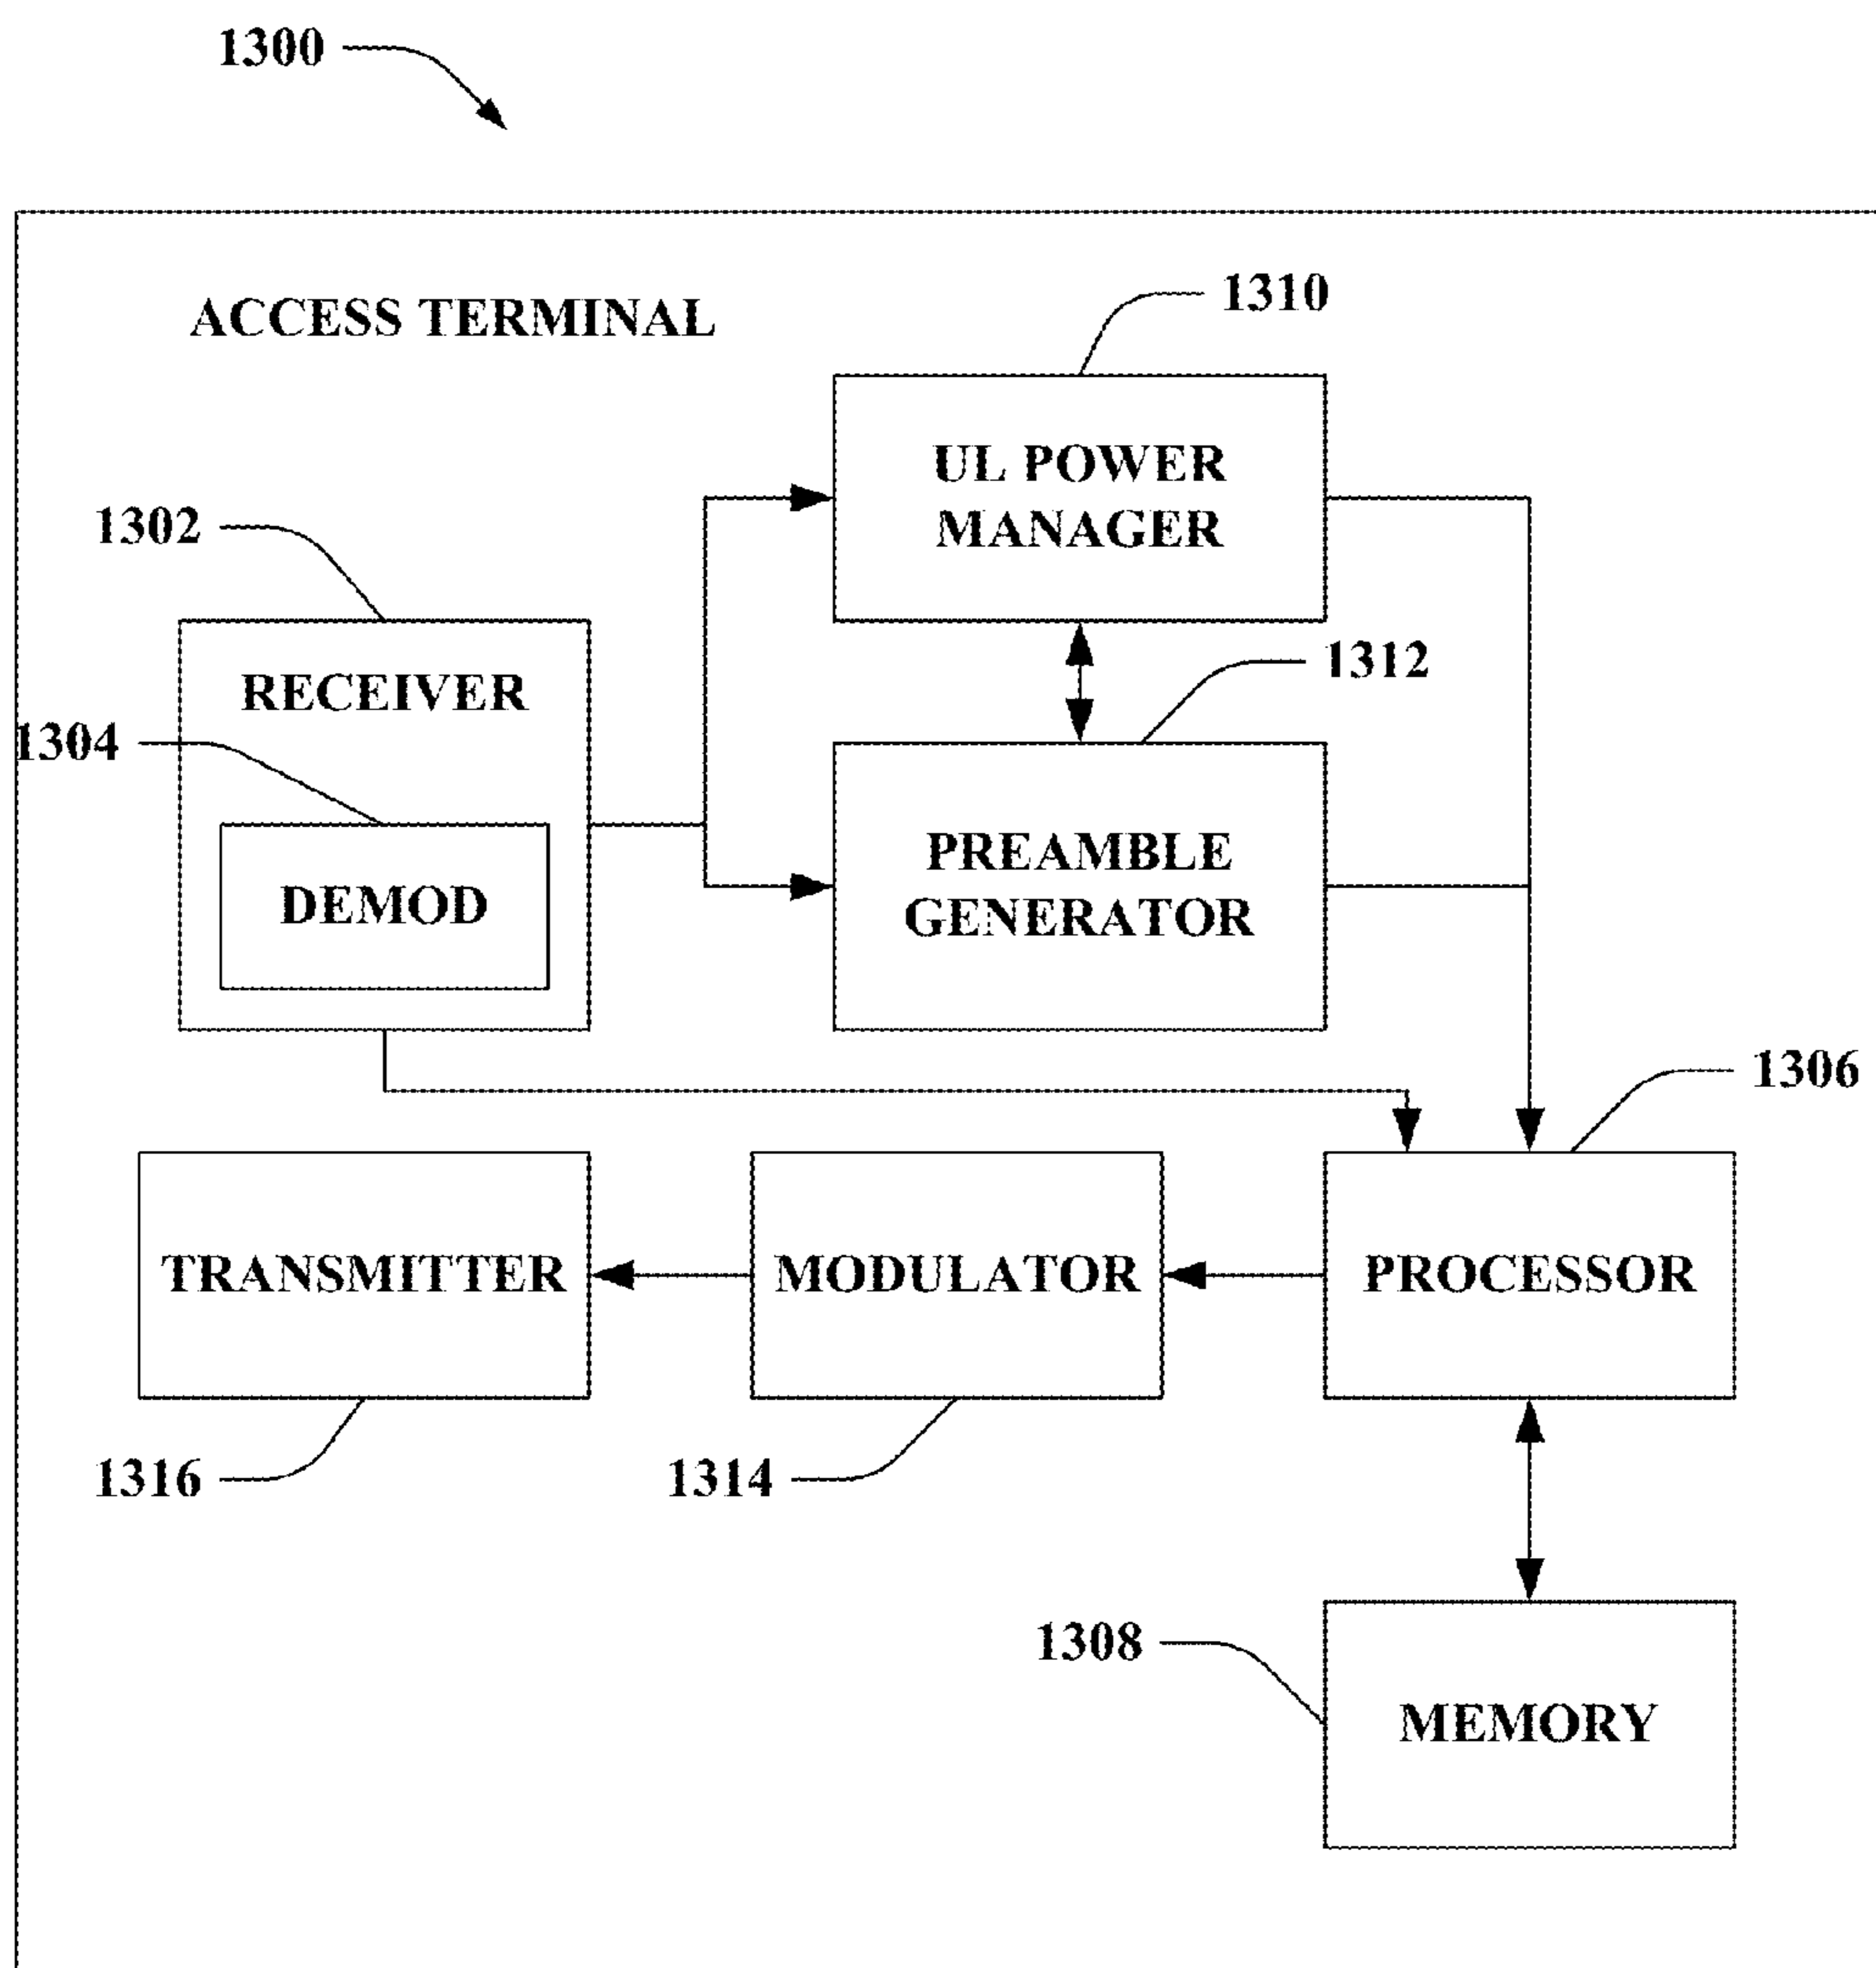 1300
ACCESS TERMINAL
1310
UL POWER
MANAGER
1302
1312
RECEIVER
1304
DEMOD
PREAMBLE
GENERATOR
1306
TRANSMITTER
MODULATOR
PROCESSOR
1316
1314
1308
MEMORY